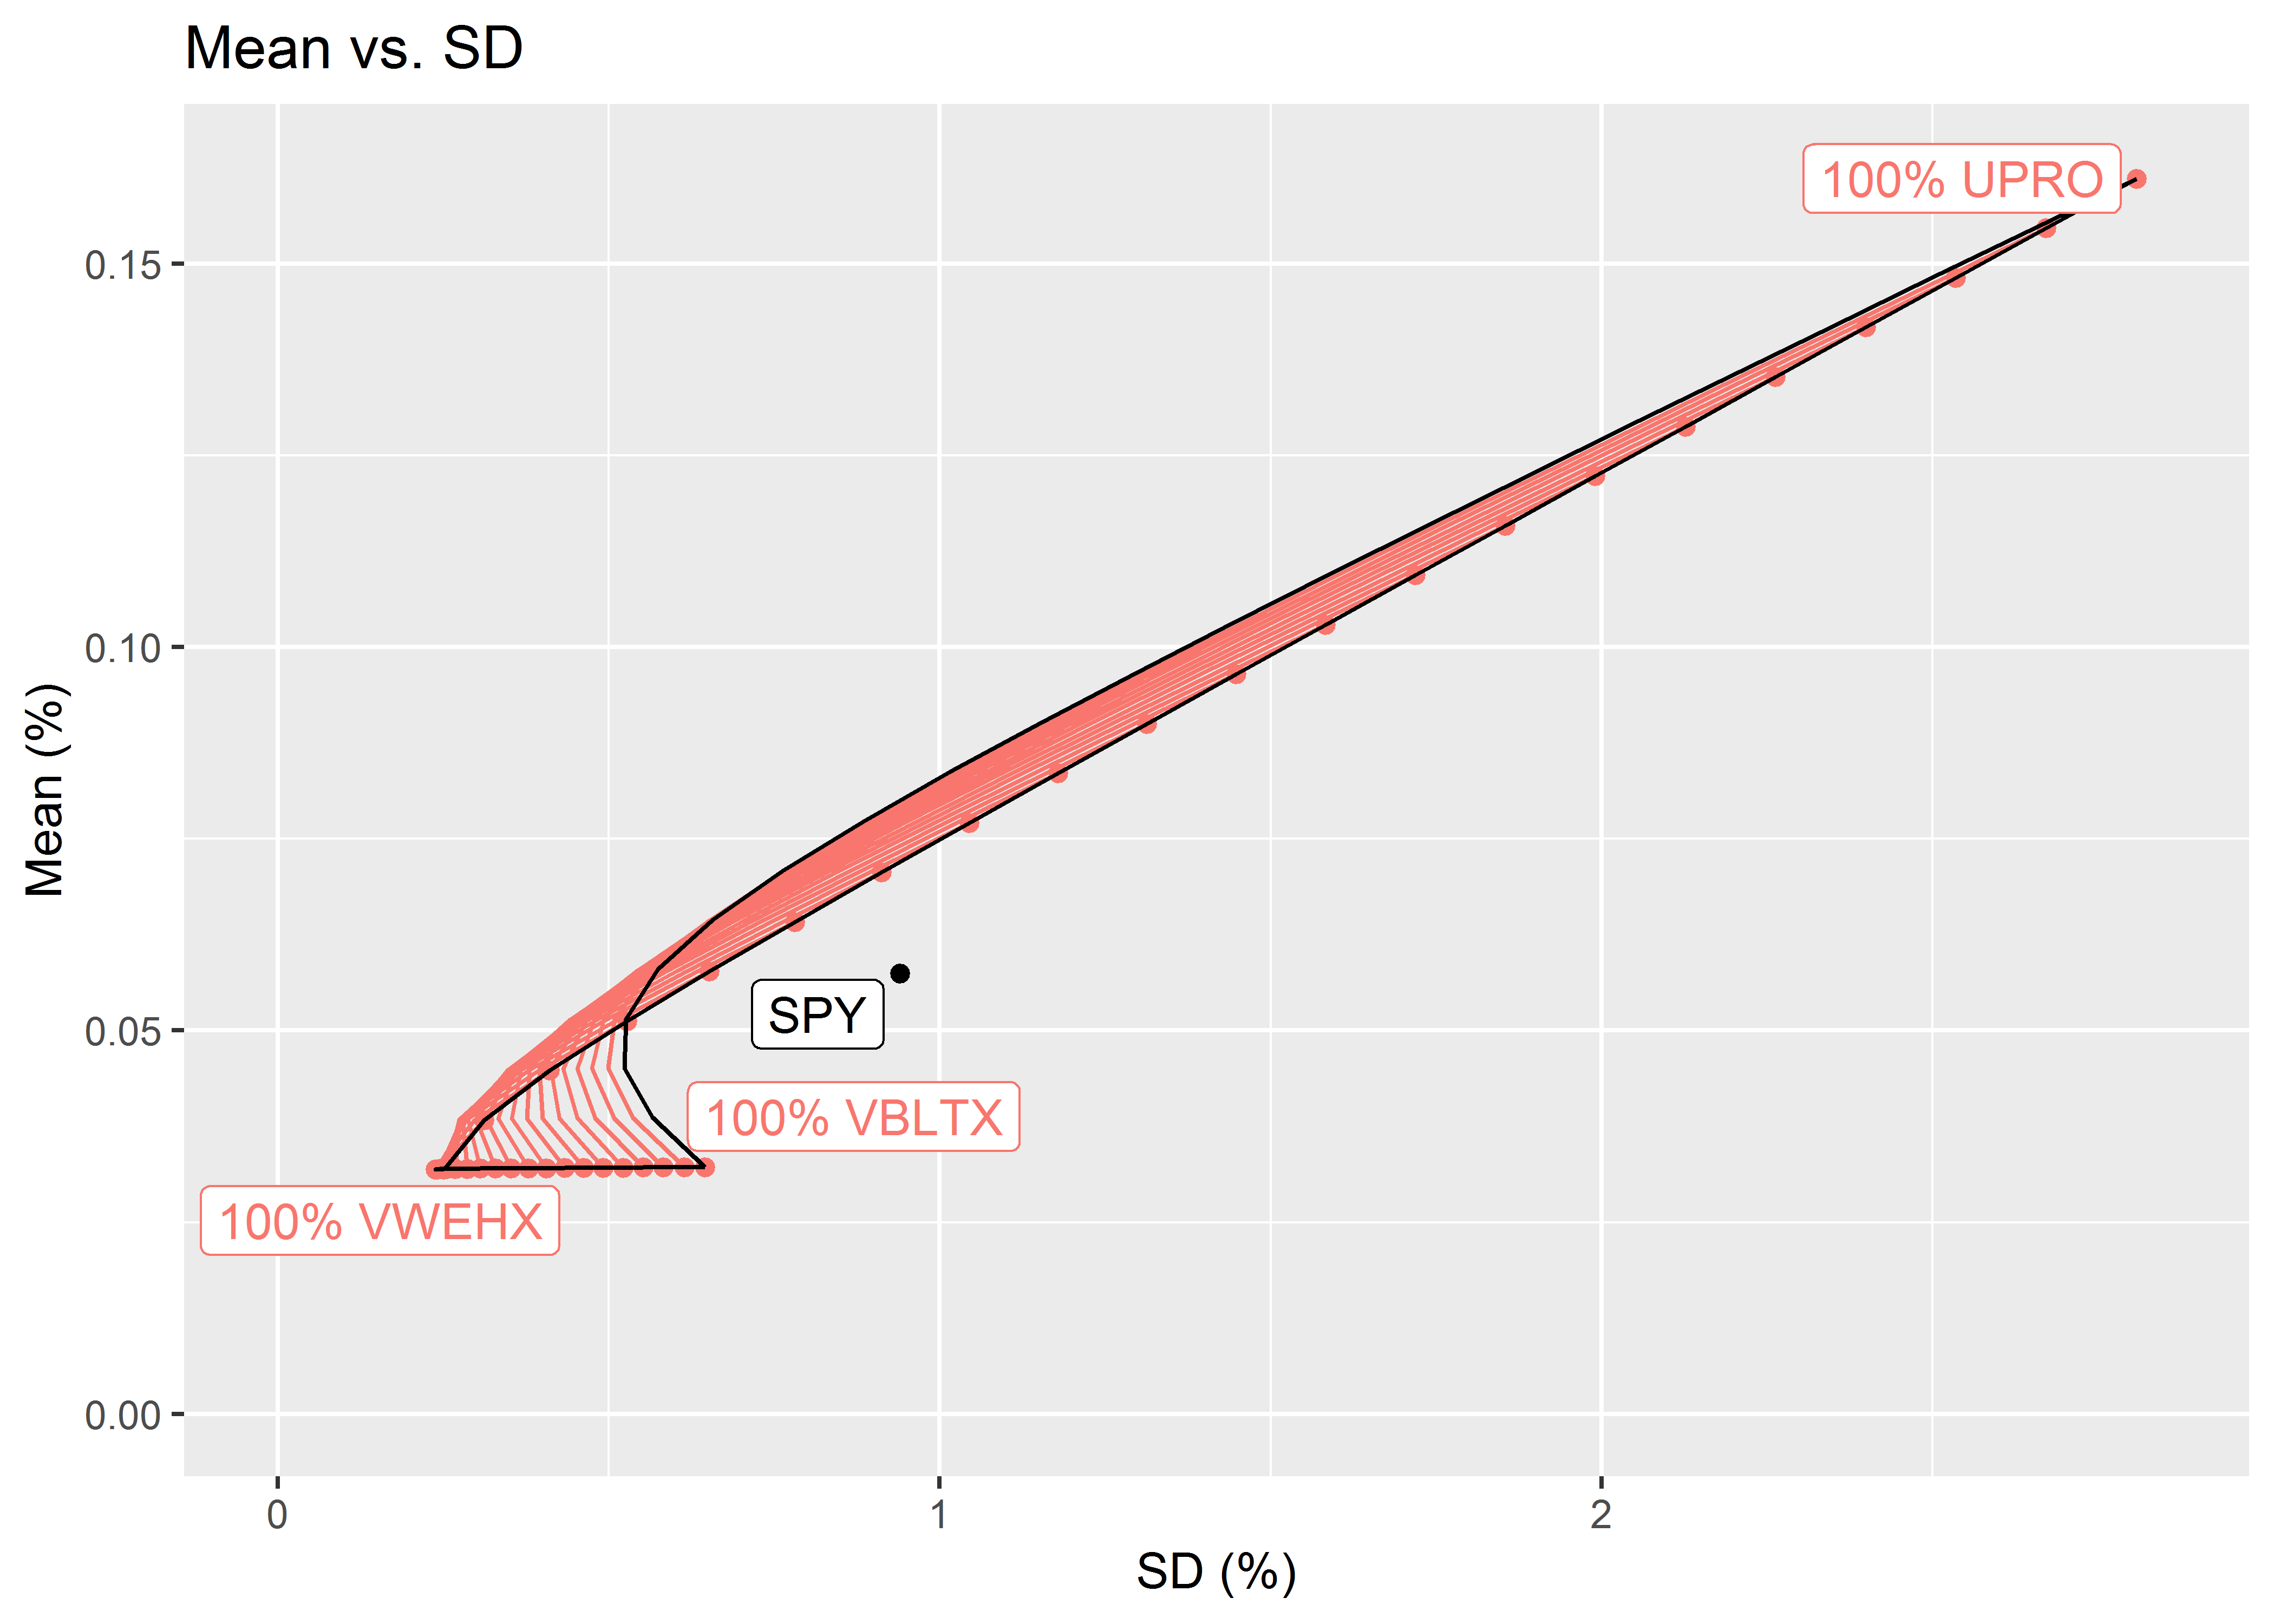 Mean vs. SD
100% UPRO
0.15
0.10
Mean (%)
0.05
SPY
100% VBLTX
100% VWEHX
0.00
0
1
2
SD (%)